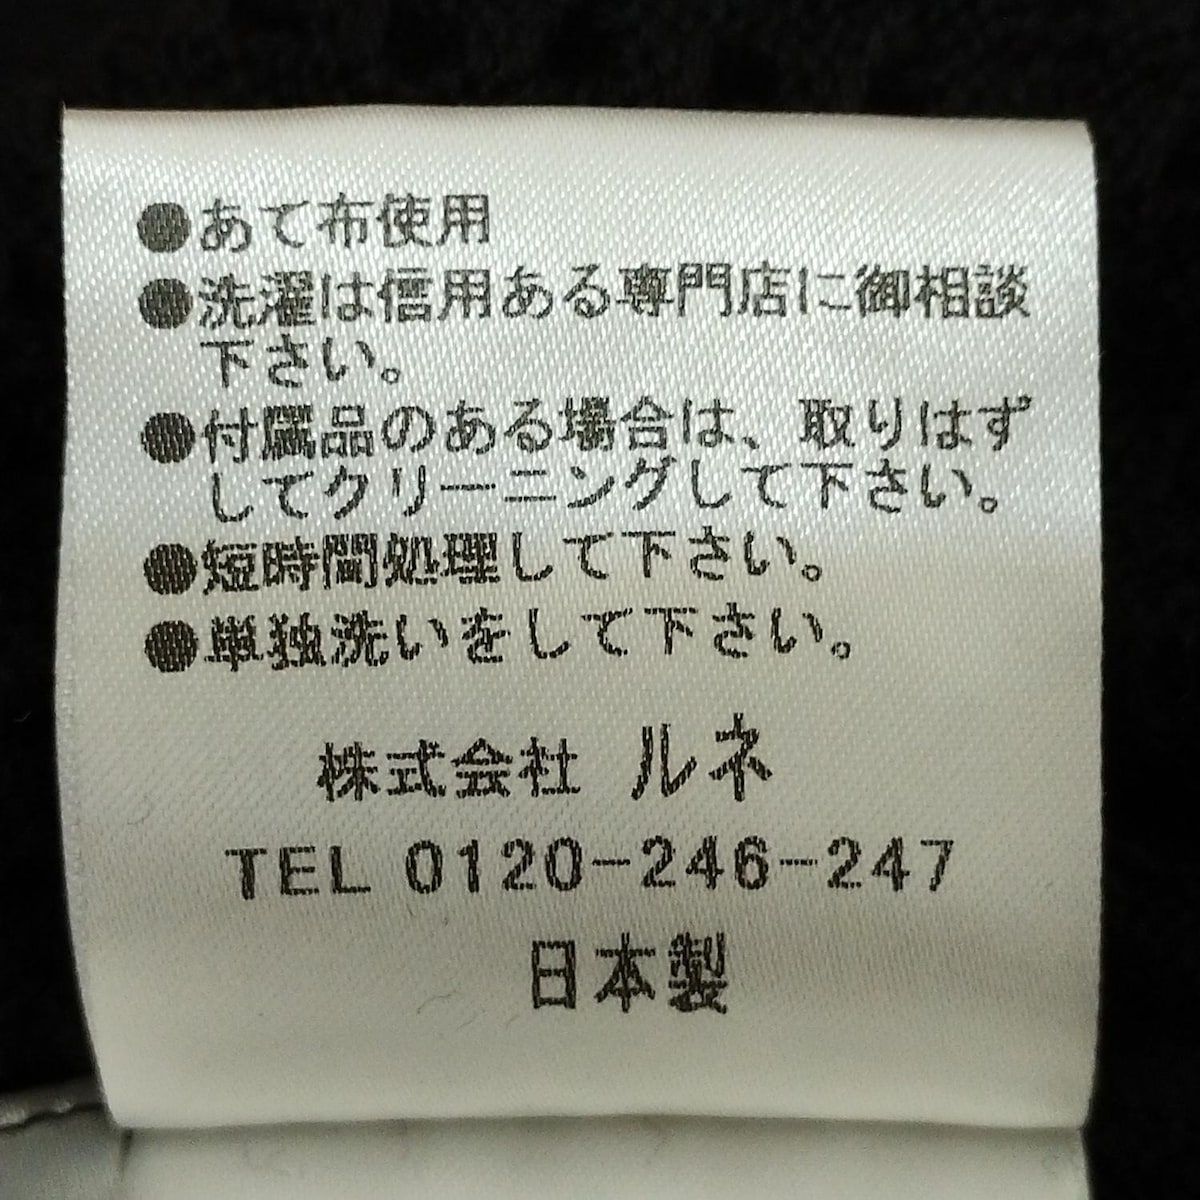 ●あて布使用
●洗濯は信用ある専門店に御相談
下さい。
●付属品のある場合は、取りはず
してクリーニングして下さい。
●短時間処理して下さい。
●単独洗いをして下さい。
株式会社 ルネ
TEL 0120-246-247
日本製